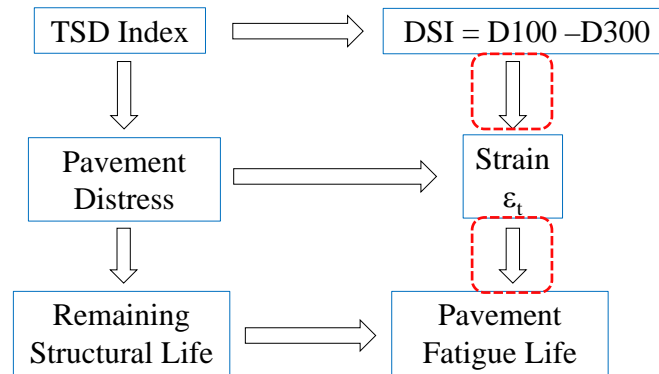 TSD Index
DSI = D100 –D300
Pavement
Distress
Strain
εt
Remaining
Structural Life
Pavement
Fatigue Life